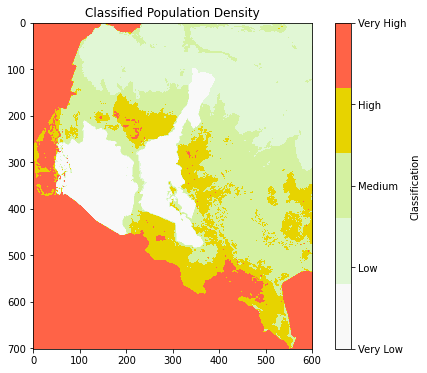 Classified Population Density
0
100
200
300
400
500
600
700
0
100
200
300
400
500
600
Very High
High
Medium
Low
Very Low
Classification